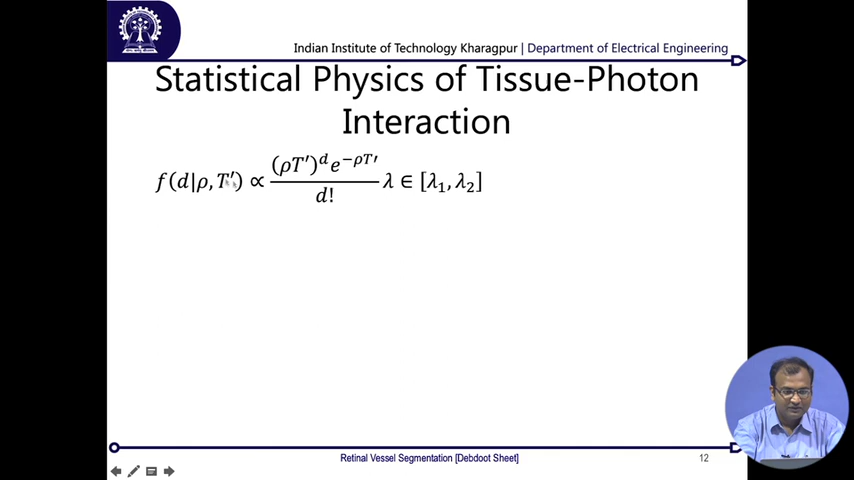 Indian Institute of Technology Kharagpur | Department of Electrical Engineering
Statistical Physics of Tissue-Photon
Interaction
f(d|ρ, T′) ∝ (ρT′)^d e^−ρT′ / d! λ ∈ [λ₁, λ₂]
Retinal Vessel Segmentation [Debdoot Sheet]
12